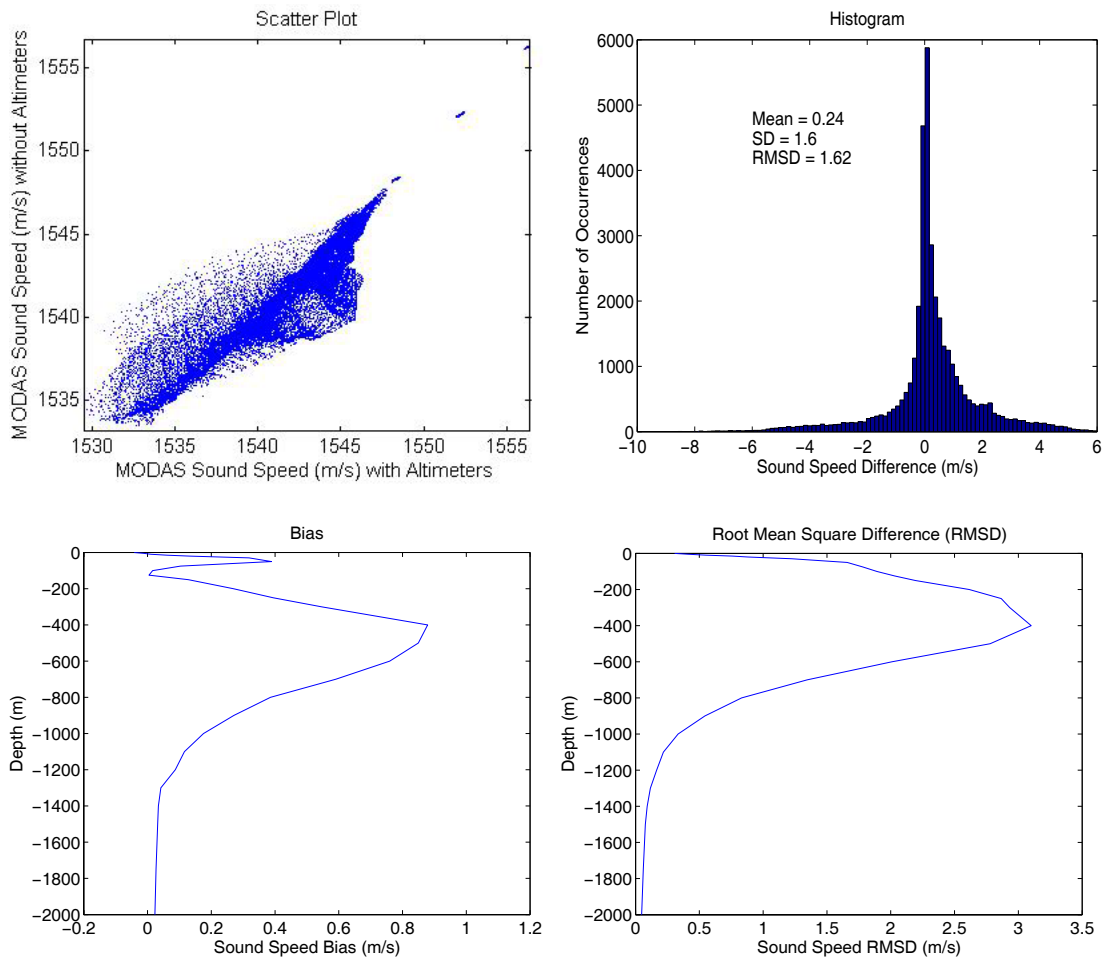 Scatter Plot
MODAS Sound Speed (m/s) without Altimeters
1555
1550
1545
1540
1535
1530 1535 1540 1545 1550 1555
MODAS Sound Speed (m/s) with Altimeters
Histogram
Number of Occurrences
6000
5000
4000
3000
2000
1000
0
Mean = 0.24
SD = 1.6
RMSD = 1.62
−10 −8 −6 −4 −2 0 2 4 6
Sound Speed Difference (m/s)
Bias
Depth (m)
0
−200
−400
−600
−800
−1000
−1200
−1400
−1600
−1800
−2000
−0.2 0 0.2 0.4 0.6 0.8 1 1.2
Sound Speed Bias (m/s)
Root Mean Square Difference (RMSD)
Depth (m)
0
−200
−400
−600
−800
−1000
−1200
−1400
−1600
−1800
−2000
0 0.5 1 1.5 2 2.5 3 3.5
Sound Speed RMSD (m/s)